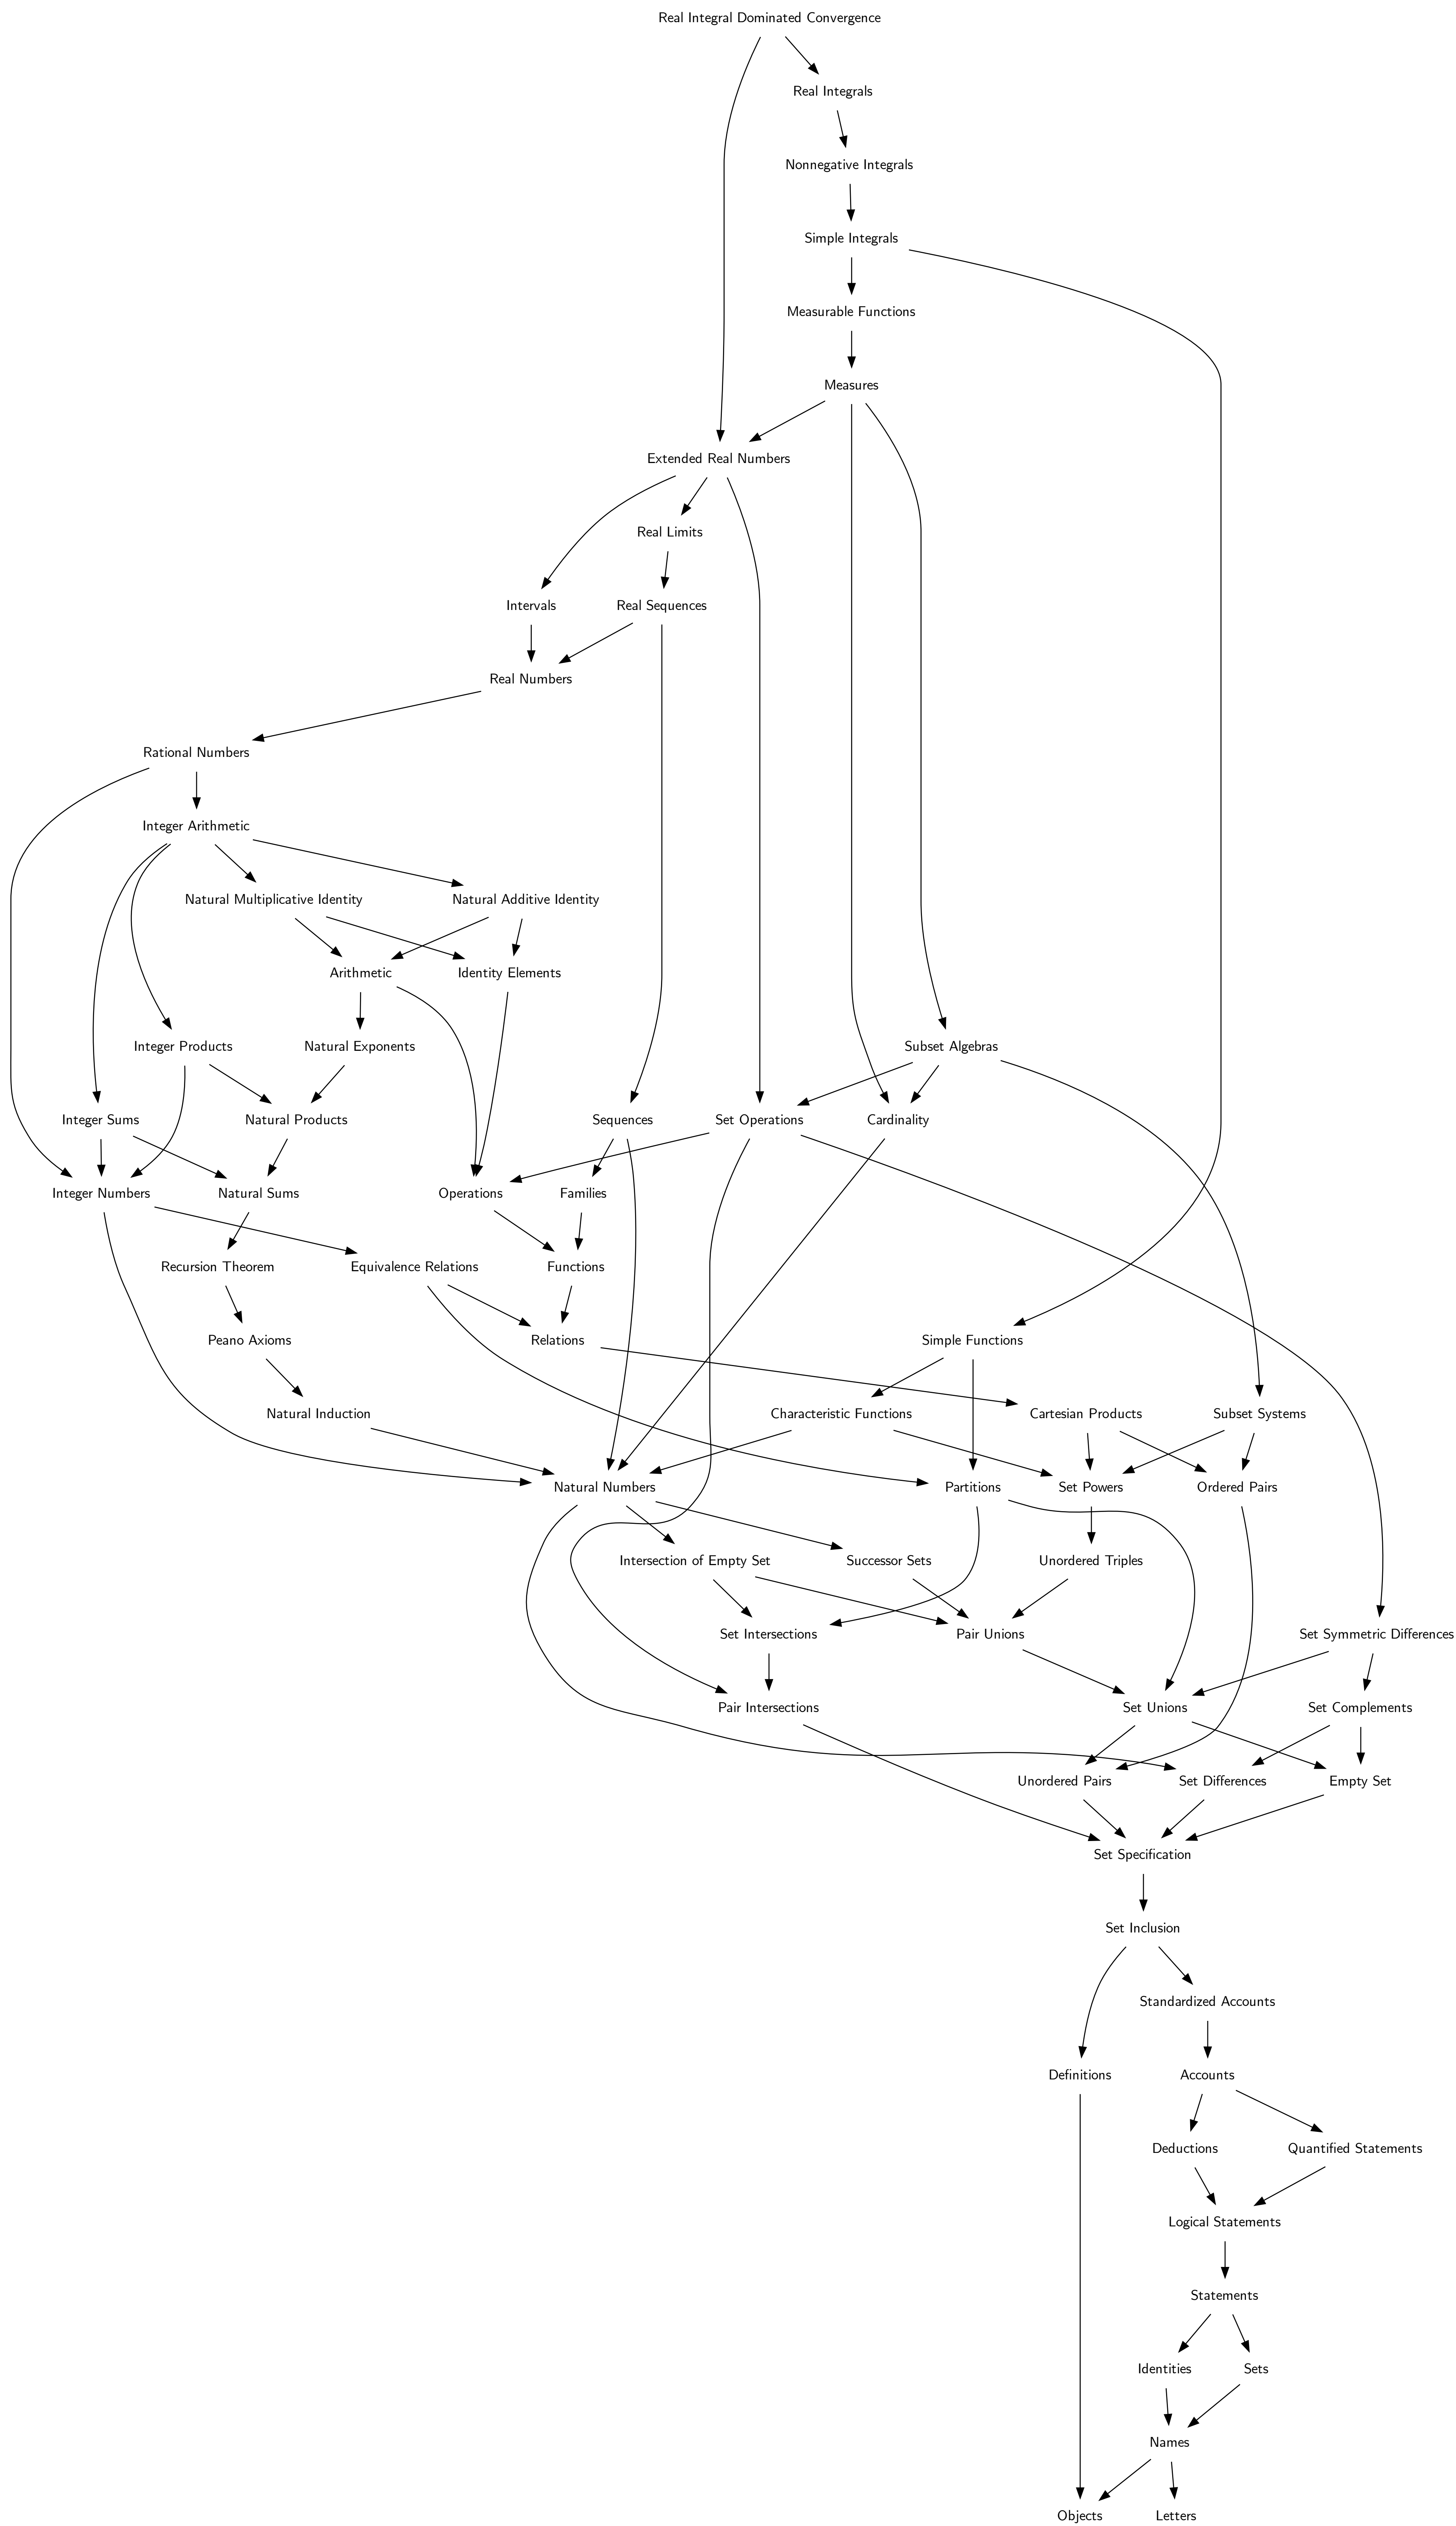 Real Integral Dominated Convergence
Real Integrals
Nonnegative Integrals
Simple Integrals
Measurable Functions
Measures
Extended Real Numbers
Real Limits
Intervals
Real Sequences
Real Numbers
Rational Numbers
Integer Arithmetic
Natural Multiplicative Identity
Natural Additive Identity
Arithmetic
Identity Elements
Integer Products
Natural Exponents
Subset Algebras
Integer Sums
Natural Products
Sequences
Set Operations
Cardinality
Integer Numbers
Natural Sums
Operations
Families
Recursion Theorem
Equivalence Relations
Functions
Peano Axioms
Relations
Simple Functions
Natural Induction
Characteristic Functions
Cartesian Products
Subset Systems
Natural Numbers
Partitions
Set Powers
Ordered Pairs
Intersection of Empty Set
Successor Sets
Unordered Triples
Set Intersections
Pair Unions
Set Symmetric Differences
Pair Intersections
Set Unions
Set Complements
Unordered Pairs
Set Differences
Empty Set
Set Specification
Set Inclusion
Standardized Accounts
Definitions
Accounts
Deductions
Quantified Statements
Logical Statements
Statements
Identities
Sets
Names
Objects
Letters